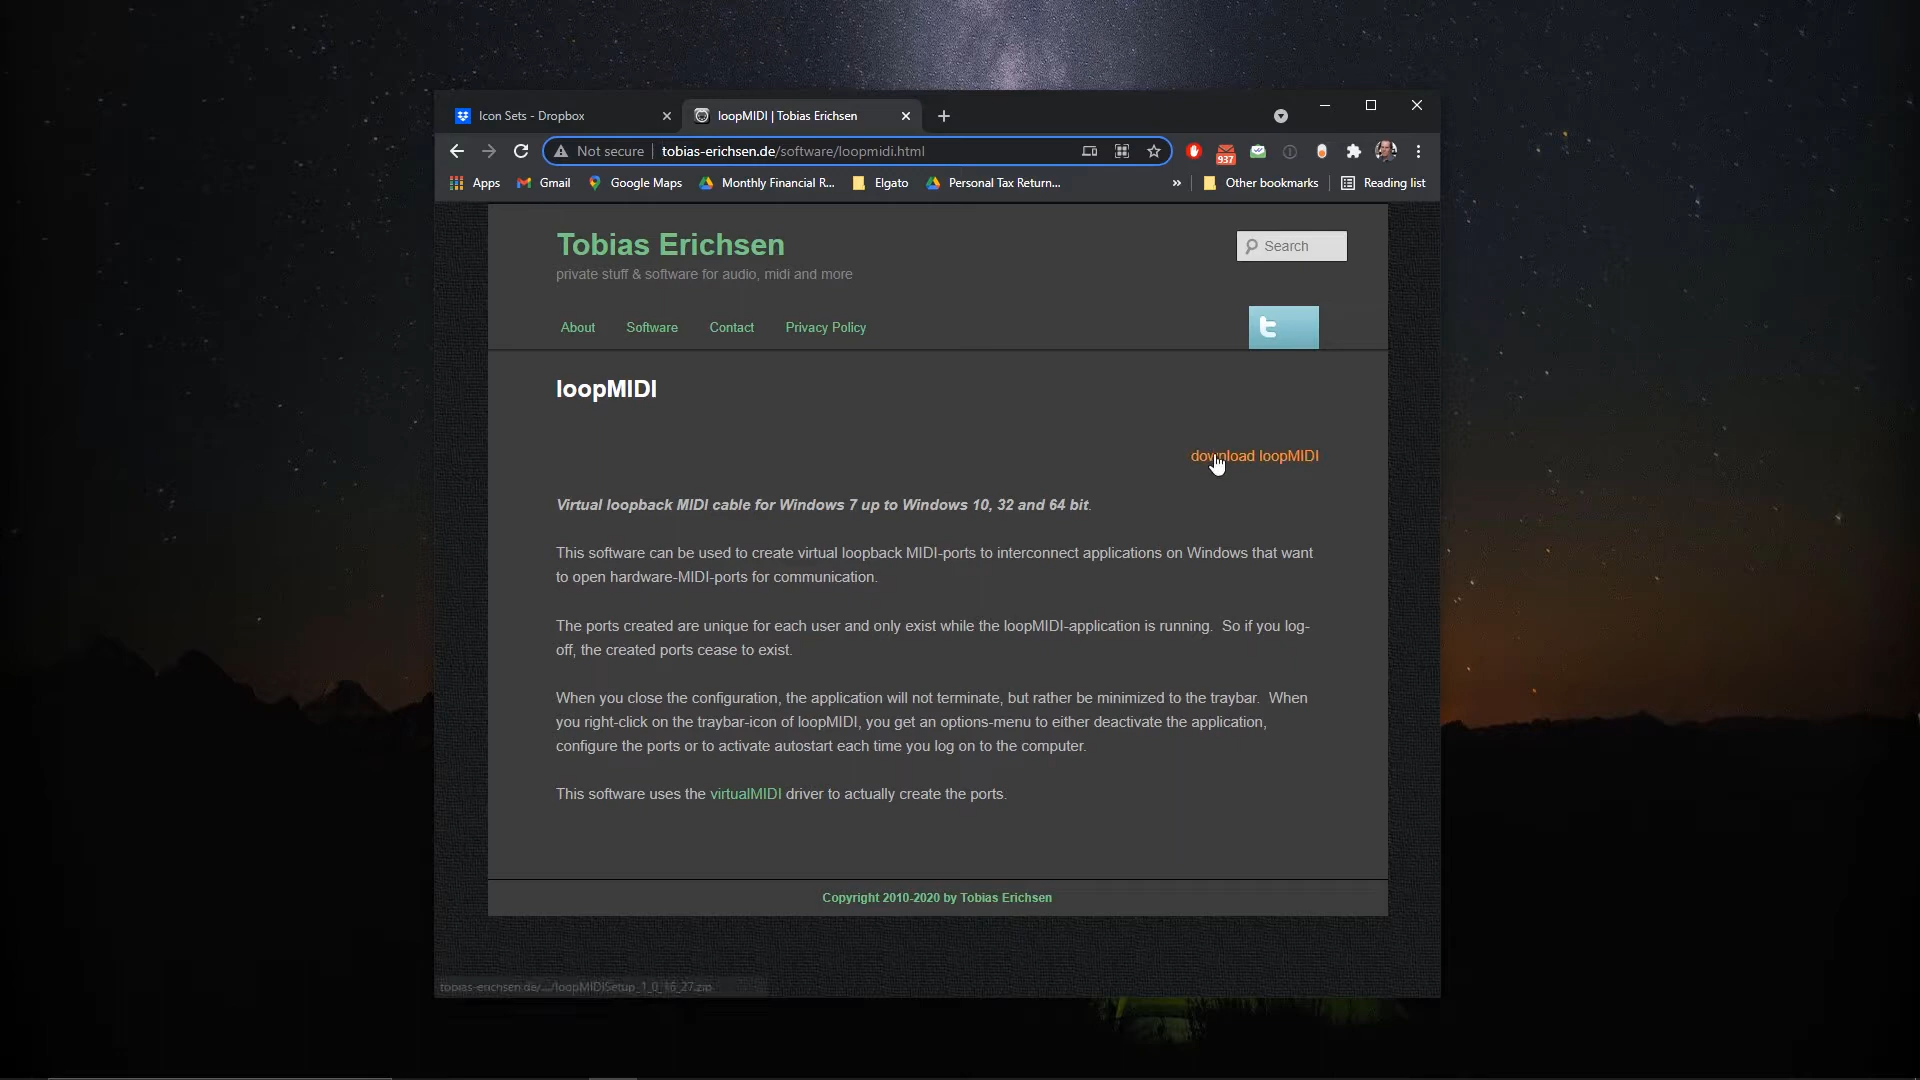 Icon Sets - Dropbox
loopMIDI | Tobias Erichsen
Not secure
tobias-erichsen.de/software/loopmidi.html
937
Apps
Gmail
Google Maps
Monthly Financial R...
Elgato
Personal Tax Return...
»
Other bookmarks
Reading list
Tobias Erichsen
private stuff & software for audio, midi and more
Search
About
Software
Contact
Privacy Policy
loopMIDI
download loopMIDI
Virtual loopback MIDI cable for Windows 7 up to Windows 10, 32 and 64 bit.
This software can be used to create virtual loopback MIDI-ports to interconnect applications on Windows that want
to open hardware-MIDI-ports for communication.
The ports created are unique for each user and only exist while the loopMIDI-application is running.  So if you log-
off, the created ports cease to exist.
When you close the configuration, the application will not terminate, but rather be minimized to the traybar.  When
you right-click on the traybar-icon of loopMIDI, you get an options-menu to either deactivate the application,
configure the ports or to activate autostart each time you log on to the computer.
This software uses the virtualMIDI driver to actually create the ports.
Copyright 2010-2020 by Tobias Erichsen
tobias-erichsen.de/.../loopMIDISetup_1_0_16_27.zip